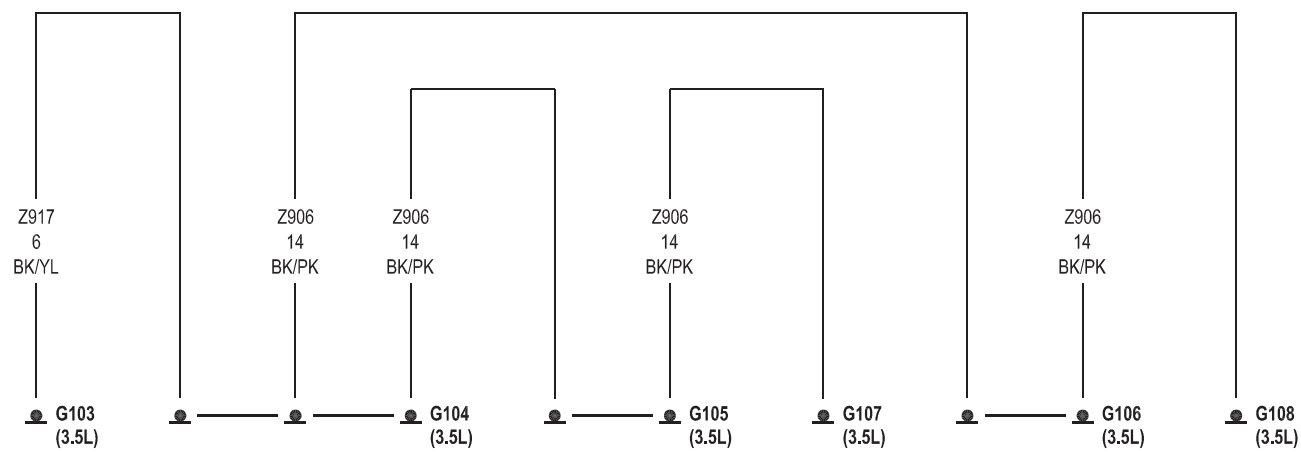 Z917
6
BK/YL
Z906
14
BK/PK
Z906
14
BK/PK
Z906
14
BK/PK
Z906
14
BK/PK
G103
(3.5L)
G104
(3.5L)
G105
(3.5L)
G107
(3.5L)
G106
(3.5L)
G108
(3.5L)